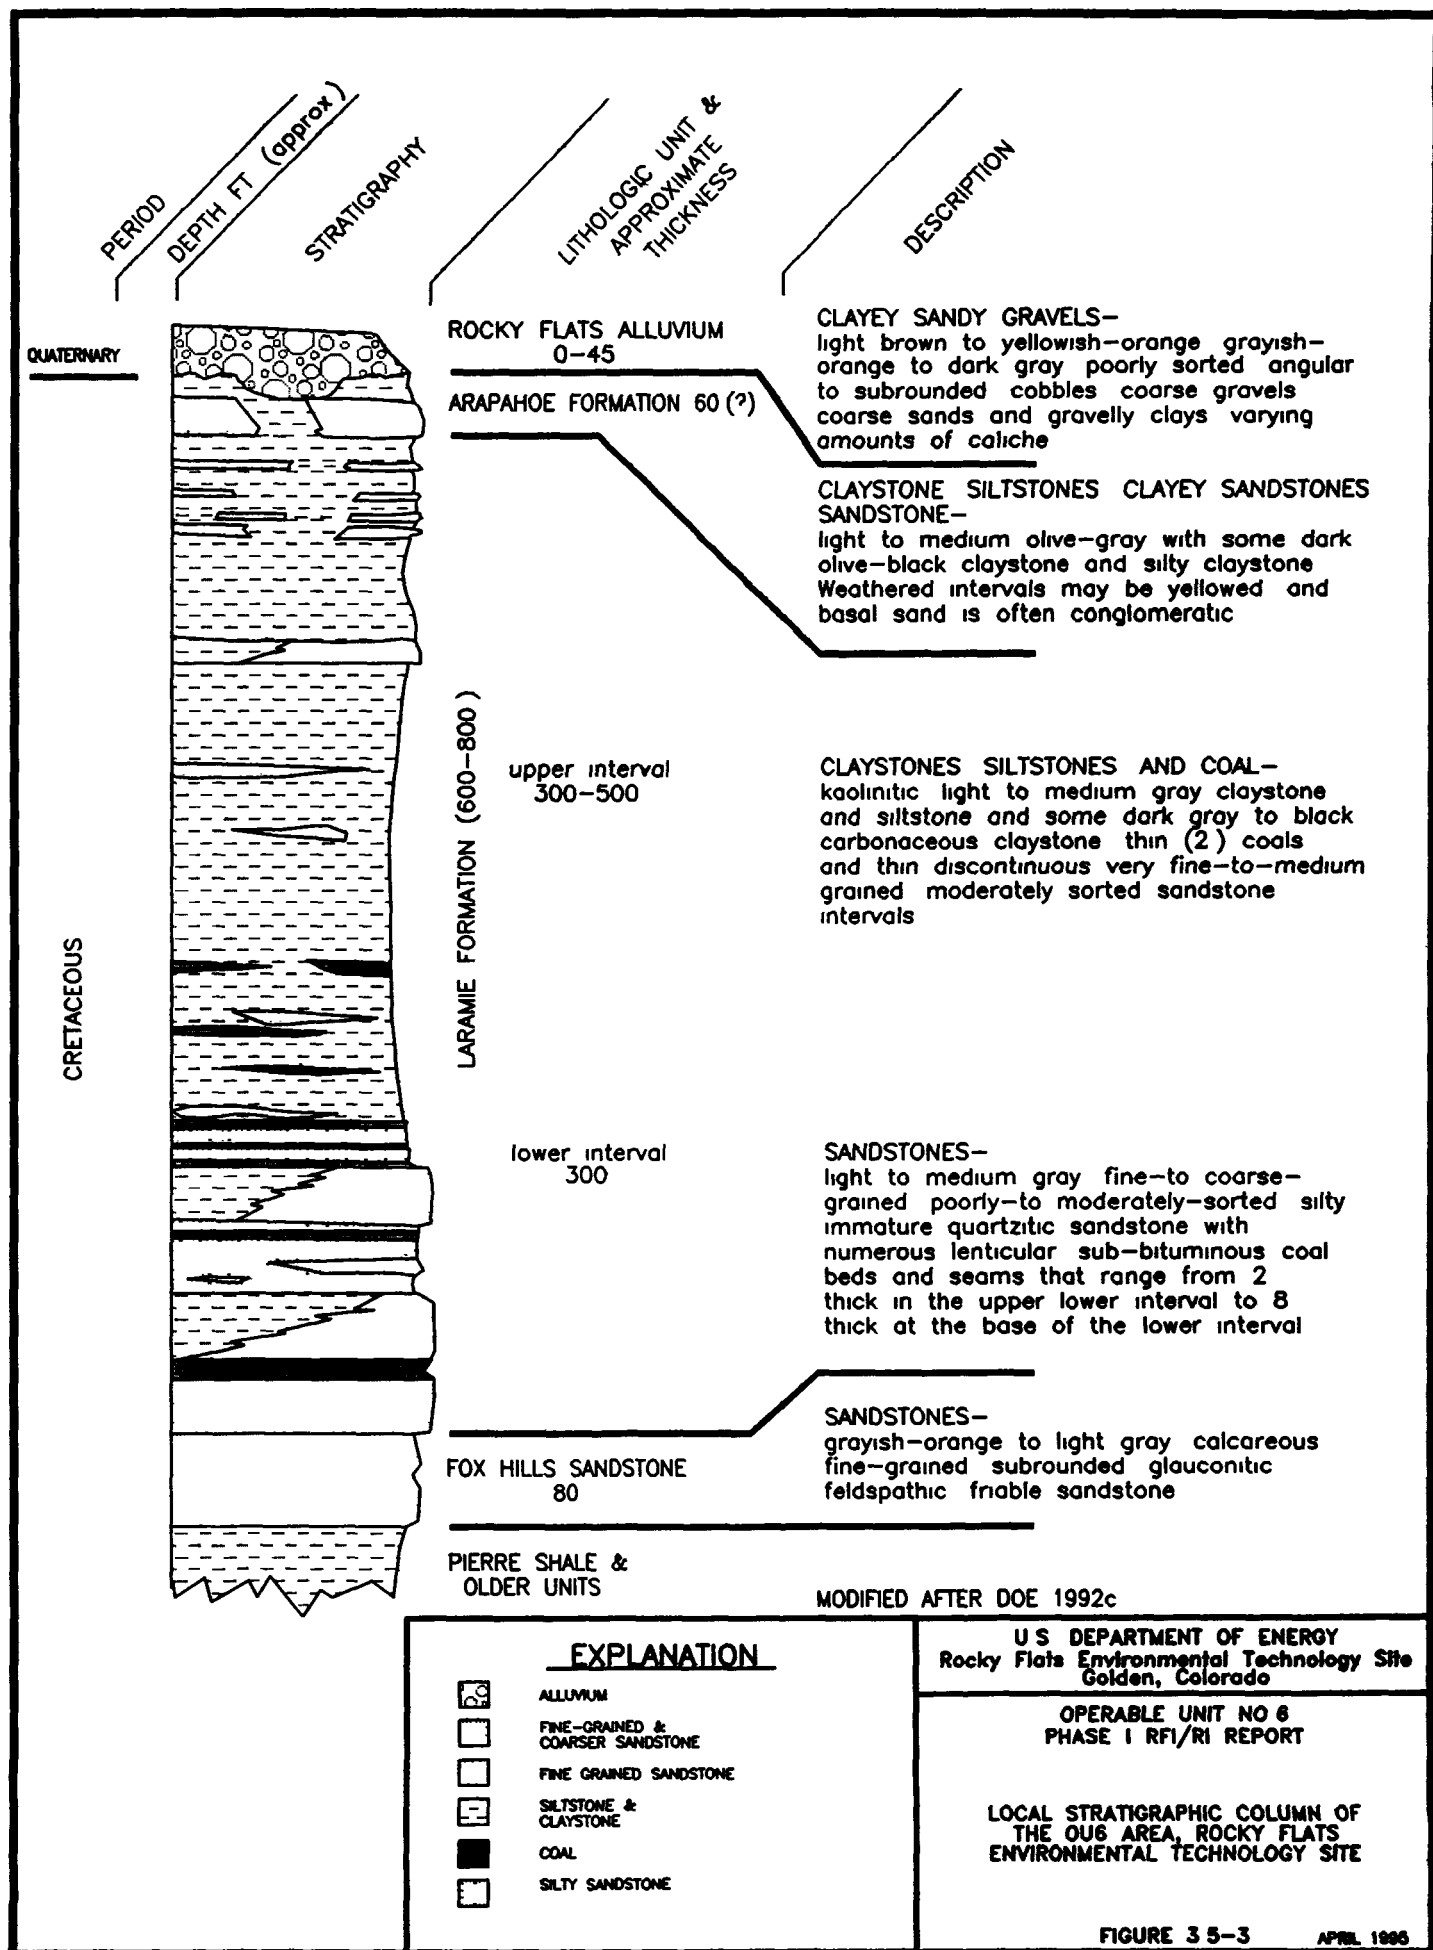 PERIOD
DEPTH FT (approx)
STRATIGRAPHY
LITHOLOGIC UNIT &
APPROXIMATE
THICKNESS
DESCRIPTION
QUATERNARY
CRETACEOUS
ROCKY FLATS ALLUVIUM
0-45
ARAPAHOE FORMATION 60 (?)
LARAMIE FORMATION (600-800 )
upper interval
300-500
lower interval
300
FOX HILLS SANDSTONE
80
PIERRE SHALE &
OLDER UNITS
CLAYEY SANDY GRAVELS-
light brown to yellowish-orange grayish-
orange to dark gray poorly sorted angular
to subrounded cobbles coarse gravels
coarse sands and gravelly clays varying
amounts of caliche
CLAYSTONE SILTSTONES CLAYEY SANDSTONES
SANDSTONE-
light to medium olive-gray with some dark
olive-black claystone and silty claystone
Weathered intervals may be yellowed and
basal sand is often conglomeratic
CLAYSTONES SILTSTONES AND COAL-
kaolinitic light to medium gray claystone
and siltstone and some dark gray to black
carbonaceous claystone thin (2 ) coals
and thin discontinuous very fine-to-medium
grained moderately sorted sandstone
intervals
SANDSTONES-
light to medium gray fine-to coarse-
grained poorly-to moderately-sorted silty
immature quartzitic sandstone with
numerous lenticular sub-bituminous coal
beds and seams that range from 2
thick in the upper lower interval to 8
thick at the base of the lower interval
SANDSTONES-
grayish-orange to light gray calcareous
fine-grained subrounded glauconitic
feldspathic friable sandstone
MODIFIED AFTER DOE 1992c
EXPLANATION
ALLUVIUM
FINE-GRAINED &
COARSER SANDSTONE
FINE GRAINED SANDSTONE
SILTSTONE &
CLAYSTONE
COAL
SILTY SANDSTONE
U S DEPARTMENT OF ENERGY
Rocky Flats Environmental Technology Site
Golden, Colorado
OPERABLE UNIT NO 6
PHASE I RFI/RI REPORT
LOCAL STRATIGRAPHIC COLUMN OF
THE OU6 AREA, ROCKY FLATS
ENVIRONMENTAL TECHNOLOGY SITE
FIGURE 3 5-3
APRIL 1995